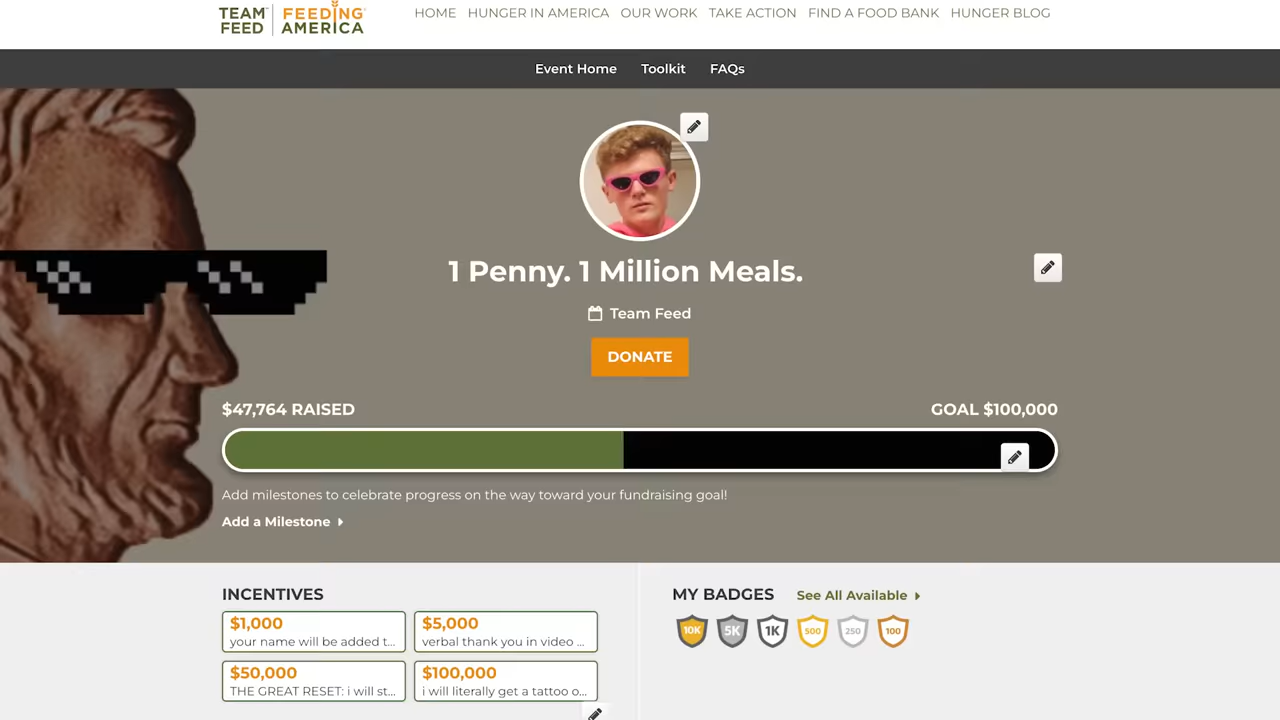 TEAM FEED
FEEDING AMERICA
HOME HUNGER IN AMERICA OUR WORK TAKE ACTION FIND A FOOD BANK HUNGER BLOG
Event Home Toolkit FAQs
1 Penny. 1 Million Meals.
Team Feed
DONATE
$47,764 RAISED
GOAL $100,000
Add milestones to celebrate progress on the way toward your fundraising goal!
Add a Milestone
INCENTIVES
$1,000
your name will be added t...
$5,000
verbal thank you in video ...
$50,000
THE GREAT RESET: i will st...
$100,000
i will literally get a tattoo o...
MY BADGES See All Available
10K 5K 1K 500 250 100